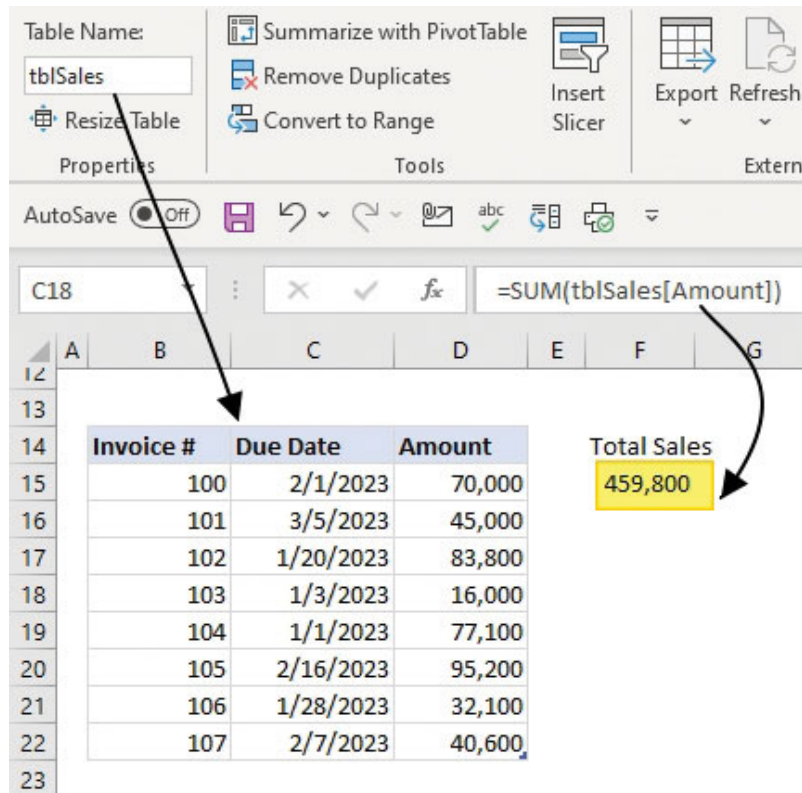 Table Name:
tblSales
Resize Table
Properties
Summarize with PivotTable
Remove Duplicates
Convert to Range
Tools
Insert
Slicer
Export
Refresh
Extern
AutoSave Off
abc
C18
fx
=SUM(tblSales[Amount])
A B C D E F G
12
13
14 Invoice # Due Date Amount Total Sales
15 100 2/1/2023 70,000 459,800
16 101 3/5/2023 45,000
17 102 1/20/2023 83,800
18 103 1/3/2023 16,000
19 104 1/1/2023 77,100
20 105 2/16/2023 95,200
21 106 1/28/2023 32,100
22 107 2/7/2023 40,600
23